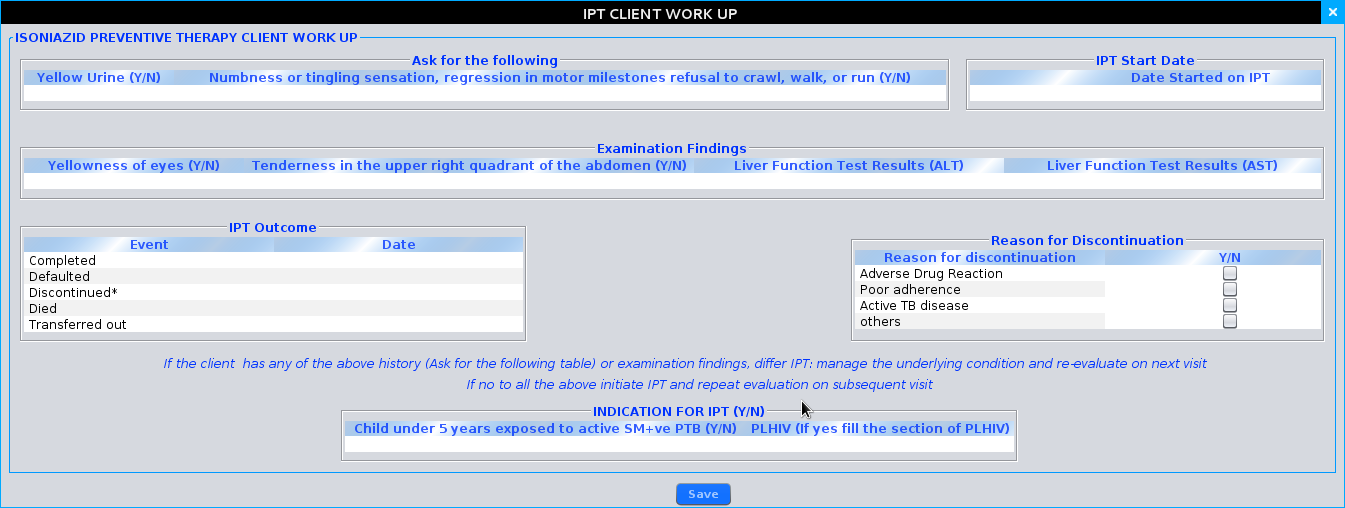 IPT CLIENT WORK UP
ISONIAZID PREVENTIVE THERAPY CLIENT WORK UP
Ask for the following
Yellow Urine (Y/N) Numbness or tingling sensation, regression in motor milestones refusal to crawl, walk, or run (Y/N)
IPT Start Date
Date Started on IPT
Examination Findings
Yellowness of eyes (Y/N) Tenderness in the upper right quadrant of the abdomen (Y/N) Liver Function Test Results (ALT) Liver Function Test Results (AST)
IPT Outcome
Event Date
Completed
Defaulted
Discontinued*
Died
Transferred out
Reason for Discontinuation
Reason for discontinuation Y/N
Adverse Drug Reaction
Poor adherence
Active TB disease
others
If the client has any of the above history (Ask for the following table) or examination findings, differ IPT: manage the underlying condition and re-evaluate on next visit
If no to all the above initiate IPT and repeat evaluation on subsequent visit
INDICATION FOR IPT (Y/N)
Child under 5 years exposed to active SM+ve PTB (Y/N) PLHIV (If yes fill the section of PLHIV)
Save